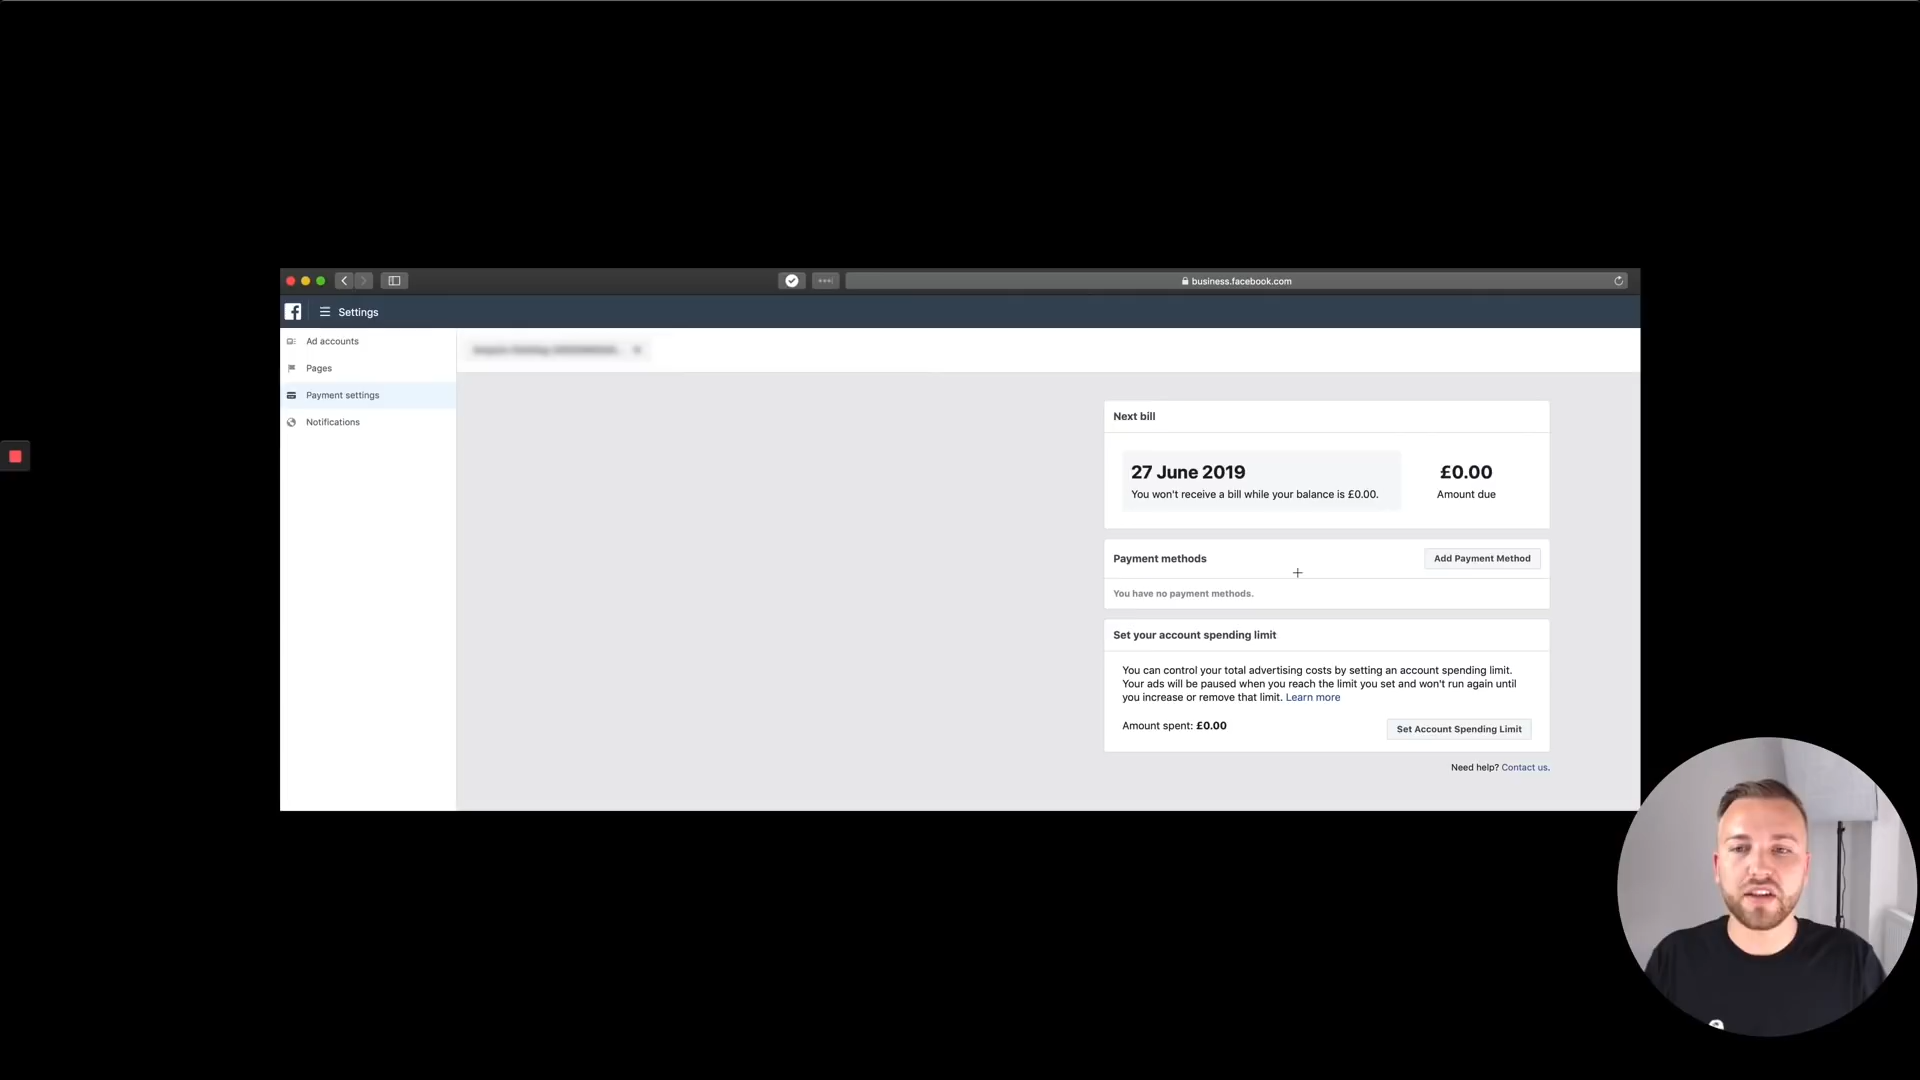 business.facebook.com
Settings
Ad accounts
Pages
Payment settings
Notifications
Next bill
27 June 2019
You won't receive a bill while your balance is £0.00.
£0.00
Amount due
Payment methods
Add Payment Method
You have no payment methods.
Set your account spending limit
You can control your total advertising costs by setting an account spending limit.
Your ads will be paused when you reach the limit you set and won't run again until
you increase or remove that limit. Learn more
Amount spent: £0.00
Set Account Spending Limit
Need help? Contact us.